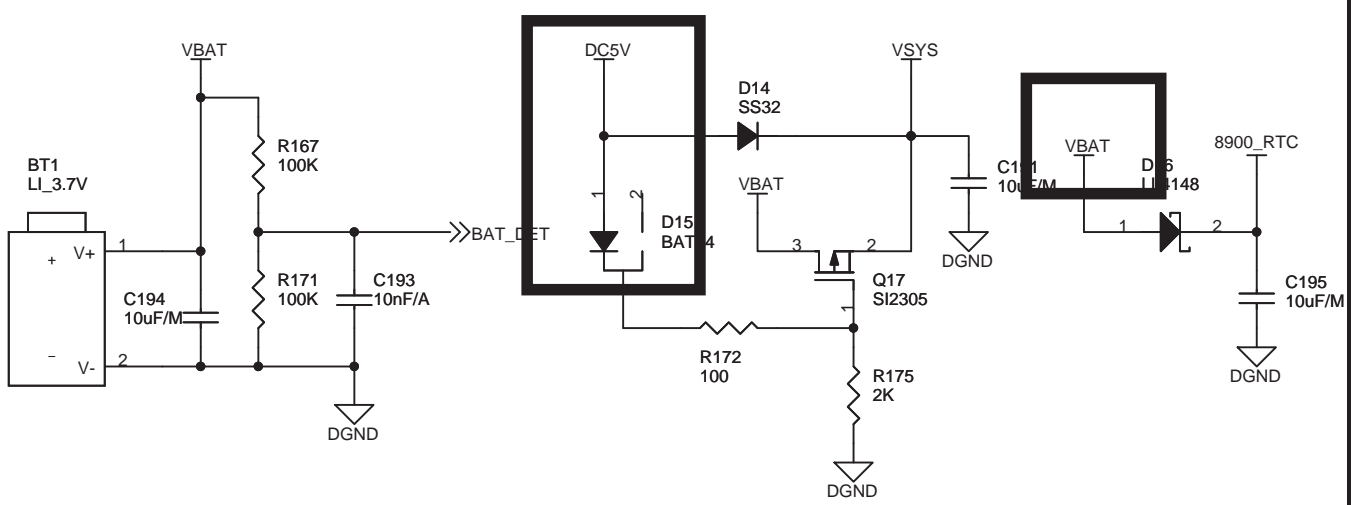 VBAT
BT1
LI_3.7V
1
+
V+
C194
10uF/M
-
V-
2
R167
100K
R171
100K
BAT_DET
C193
10nF/A
DGND
DC5V
1
2
D15
R172
100
D14
SS32
VBAT
3
2
Q17
SI2305
1
R175
2K
DGND
VSYS
10uF/M
DGND
VBAT
1
2
8900_RTC
C195
10uF/M
DGND